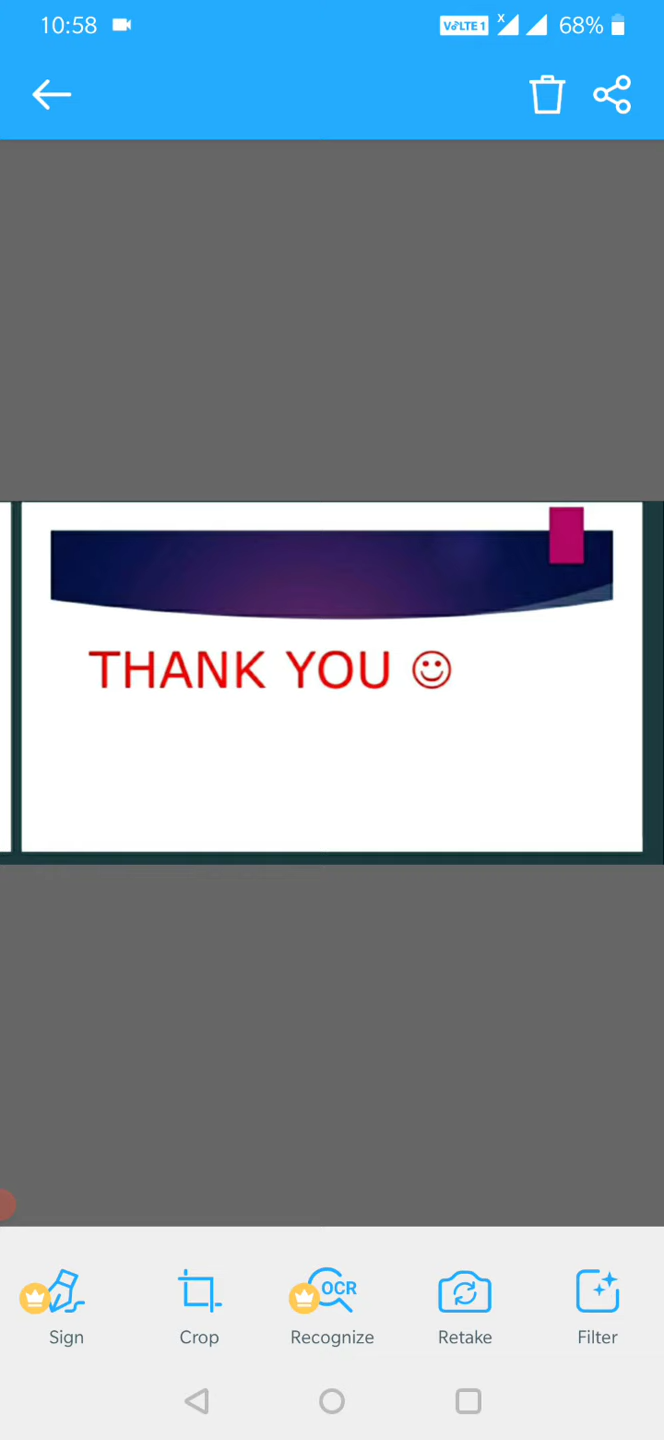 10:58
VoLTE 1
X
68%
THANK YOU ☺
OCR
Sign
Crop
Recognize
Retake
Filter